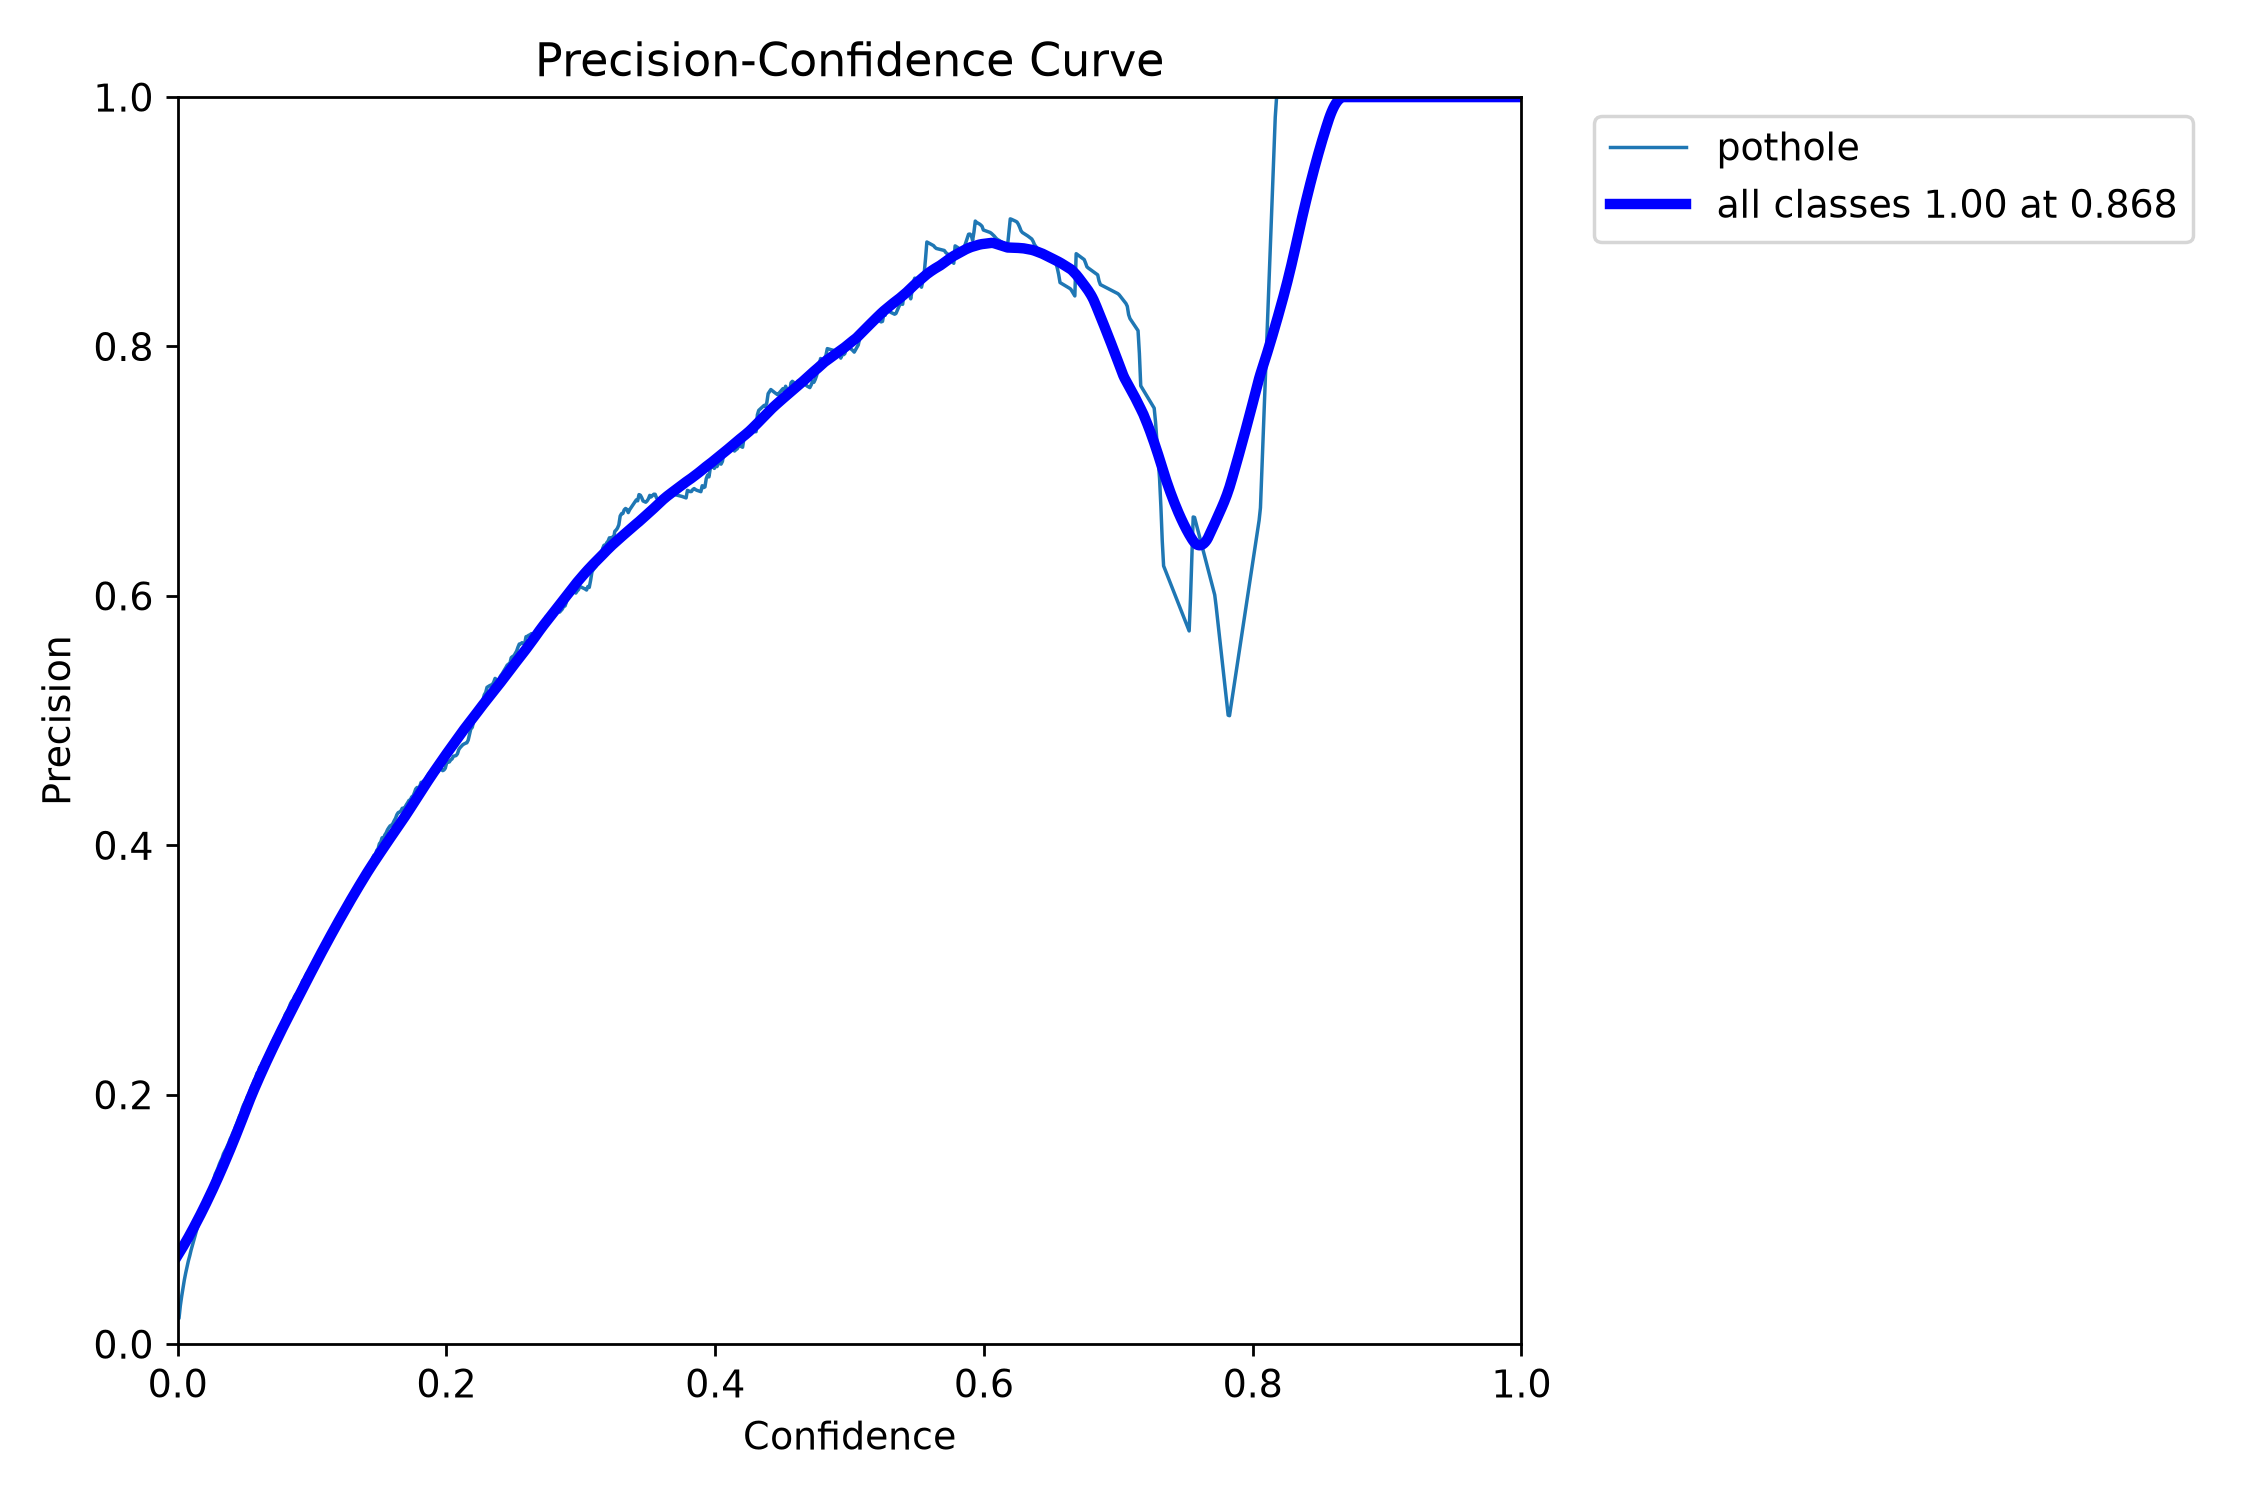 Precision-Confidence Curve
1.0
0.8
0.6
0.4
0.2
0.0
Precision
0.0 0.2 0.4 0.6 0.8 1.0
Confidence
pothole
all classes 1.00 at 0.868